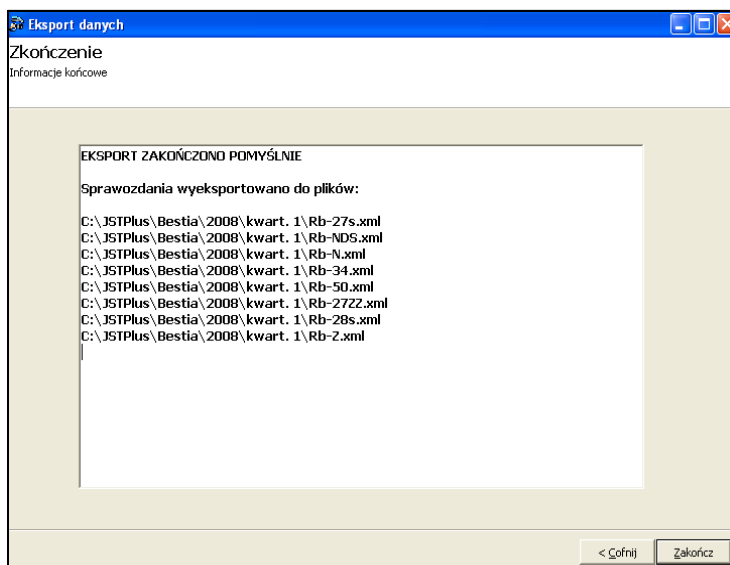 Eksport danych
Zkończenie
Informacje końcowe
EKSPORT ZAKOŃCZONO POMYŚLNIE
Sprawozdania wyeksportowano do plików:
C:\JSTPlus\Bestia\2008\kwart. 1\Rb-27s.xml
C:\JSTPlus\Bestia\2008\kwart. 1\Rb-NDS.xml
C:\JSTPlus\Bestia\2008\kwart. 1\Rb-N.xml
C:\JSTPlus\Bestia\2008\kwart. 1\Rb-34.xml
C:\JSTPlus\Bestia\2008\kwart. 1\Rb-50.xml
C:\JSTPlus\Bestia\2008\kwart. 1\Rb-27ZZ.xml
C:\JSTPlus\Bestia\2008\kwart. 1\Rb-28s.xml
C:\JSTPlus\Bestia\2008\kwart. 1\Rb-Z.xml
< Cofnij Zakończ